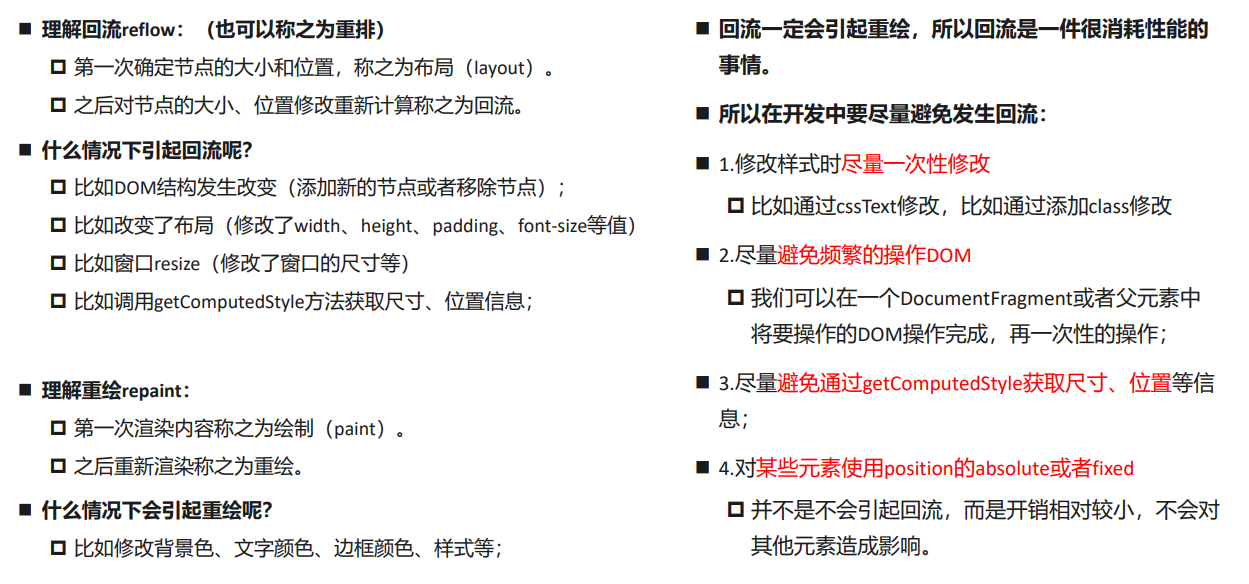 ■ 理解回流reflow：（也可以称之为重排）
第一次确定节点的大小和位置，称之为布局（layout）。
之后对节点的大小、位置修改重新计算称之为回流。
■ 什么情况下引起回流呢？
比如DOM结构发生改变（添加新的节点或者移除节点）；
比如改变了布局（修改了width、height、padding、font-size等值）
比如窗口resize（修改了窗口的尺寸等）
比如调用getComputedStyle方法获取尺寸、位置信息；
■ 理解重绘repaint：
第一次渲染内容称之为绘制（paint）。
之后重新渲染称之为重绘。
■ 什么情况下会引起重绘呢？
比如修改背景色、文字颜色、边框颜色、样式等；
■ 回流一定会引起重绘，所以回流是一件很消耗性能的
事情。
■ 所以在开发中要尽量避免发生回流：
■ 1.修改样式时尽量一次性修改
比如通过cssText修改，比如通过添加class修改
■ 2.尽量避免频繁的操作DOM
我们可以在一个DocumentFragment或者父元素中
将要操作的DOM操作完成，再一次性的操作；
■ 3.尽量避免通过getComputedStyle获取尺寸、位置等信
息；
■ 4.对某些元素使用position的absolute或者fixed
并不是不会引起回流，而是开销相对较小，不会对
其他元素造成影响。